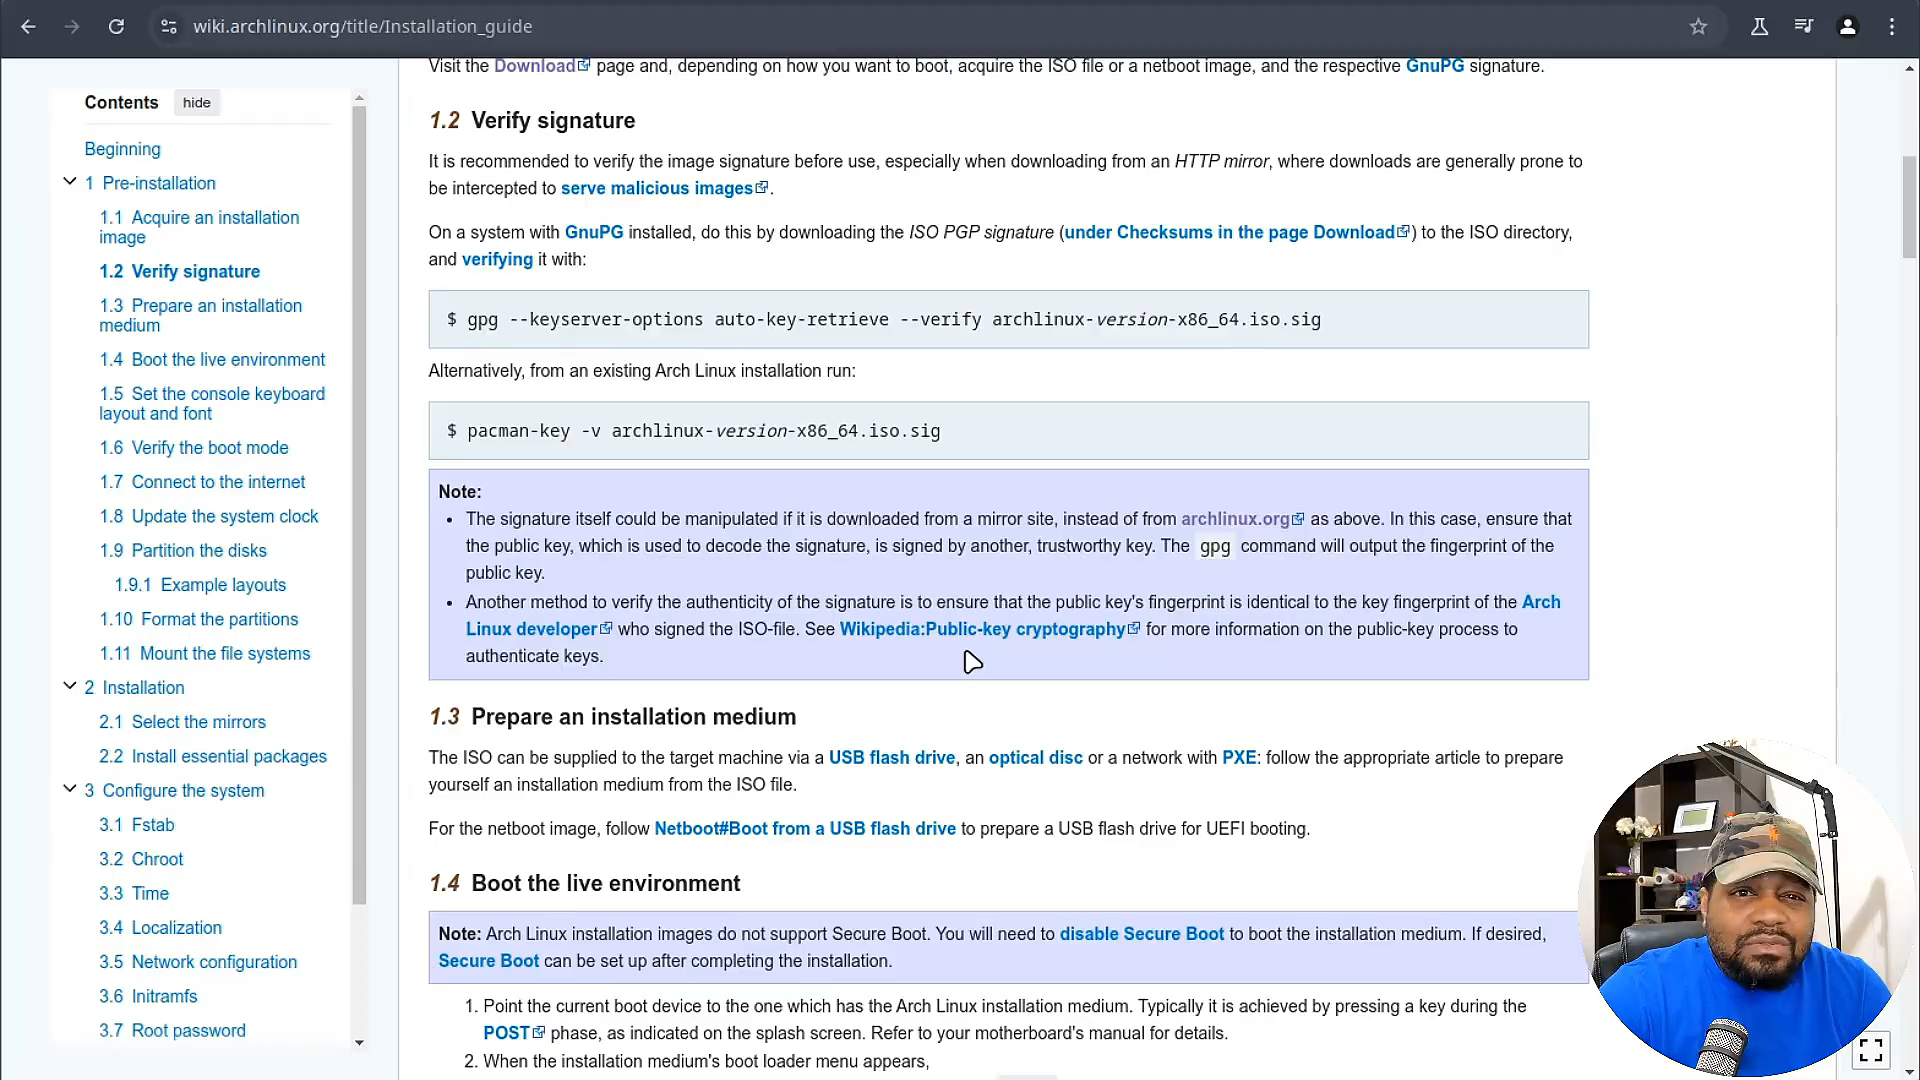 wiki.archlinux.org/title/Installation_guide
Contents hide
Beginning
1 Pre-installation
1.1 Acquire an installation
image
1.2 Verify signature
1.3 Prepare an installation
medium
1.4 Boot the live environment
1.5 Set the console keyboard
layout and font
1.6 Verify the boot mode
1.7 Connect to the internet
1.8 Update the system clock
1.9 Partition the disks
1.9.1 Example layouts
1.10 Format the partitions
1.11 Mount the file systems
2 Installation
2.1 Select the mirrors
2.2 Install essential packages
3 Configure the system
3.1 Fstab
3.2 Chroot
3.3 Time
3.4 Localization
3.5 Network configuration
3.6 Initramfs
3.7 Root password
Visit the Download page and, depending on how you want to boot, acquire the ISO file or a netboot image, and the respective GnuPG signature.
1.2 Verify signature
It is recommended to verify the image signature before use, especially when downloading from an HTTP mirror, where downloads are generally prone to
be intercepted to serve malicious images.
On a system with GnuPG installed, do this by downloading the ISO PGP signature (under Checksums in the page Download) to the ISO directory,
and verifying it with:
$ gpg --keyserver-options auto-key-retrieve --verify archlinux-version-x86_64.iso.sig
Alternatively, from an existing Arch Linux installation run:
$ pacman-key -v archlinux-version-x86_64.iso.sig
Note:
• The signature itself could be manipulated if it is downloaded from a mirror site, instead of from archlinux.org as above. In this case, ensure that
the public key, which is used to decode the signature, is signed by another, trustworthy key. The gpg command will output the fingerprint of the
public key.
• Another method to verify the authenticity of the signature is to ensure that the public key's fingerprint is identical to the key fingerprint of the Arch
Linux developer who signed the ISO-file. See Wikipedia:Public-key cryptography for more information on the public-key process to
authenticate keys.
1.3 Prepare an installation medium
The ISO can be supplied to the target machine via a USB flash drive, an optical disc or a network with PXE: follow the appropriate article to prepare
yourself an installation medium from the ISO file.
For the netboot image, follow Netboot#Boot from a USB flash drive to prepare a USB flash drive for UEFI booting.
1.4 Boot the live environment
Note: Arch Linux installation images do not support Secure Boot. You will need to disable Secure Boot to boot the installation medium. If desired,
Secure Boot can be set up after completing the installation.
1. Point the current boot device to the one which has the Arch Linux installation medium. Typically it is achieved by pressing a key during the
POST phase, as indicated on the splash screen. Refer to your motherboard's manual for details.
2. When the installation medium's boot loader menu appears,